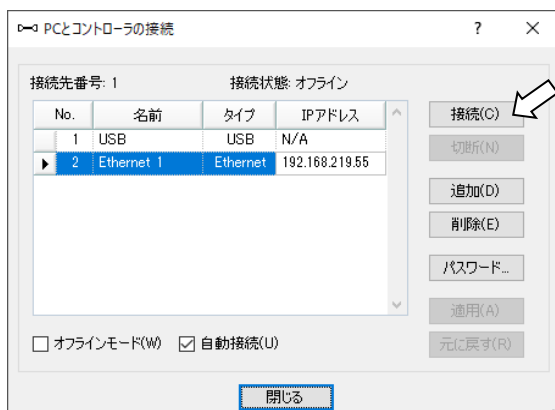 PCとコントローラの接続 ?
接続先番号: 1 接続状態: オフライン
No. 名前 タイプ IPアドレス
1 USB USB N/A
2 Ethernet 1 Ethernet 192.168.219.55
接続(C)
切断(N)
追加(D)
削除(E)
パスワード...
適用(A)
元に戻す(R)
オフラインモード(W) 自動接続(U)
閉じる